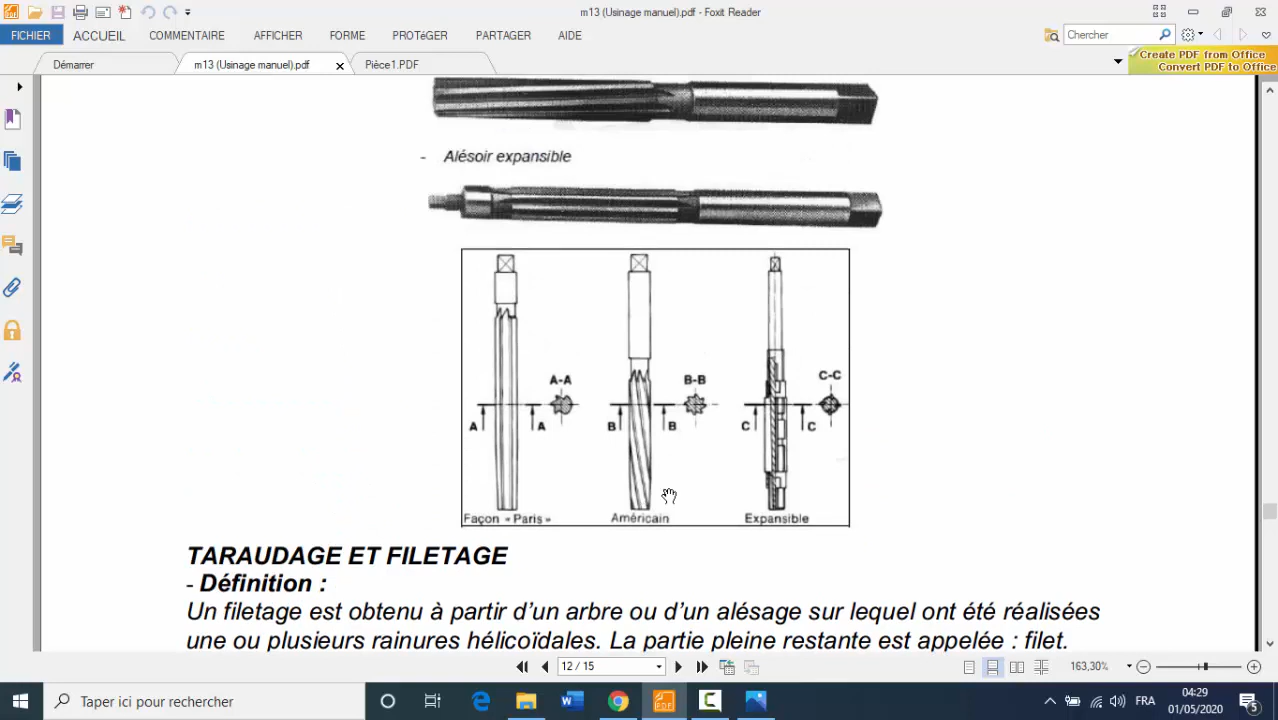 m13 (Usinage manuel).pdf - Foxit Reader
FICHIER ACCUEIL COMMENTAIRE AFFICHER FORME PROTéGER PARTAGER AIDE
Chercher
Démarrer m13 (Usinage manuel).pdf Pièce1.PDF
Create PDF from Office
Convert PDF to Office
- Alésoir expansible
A-A B-B C-C
A A B B C C
Façon «Paris» Américain Expansible
TARAUDAGE ET FILETAGE
- Définition :
Un filetage est obtenu à partir d’un arbre ou d’un alésage sur lequel ont été réalisées
une ou plusieurs rainures hélicoïdales. La partie pleine restante est appelée : filet.
12 / 15 163,30%
Taper ici pour rechercher
PDF
FRA
04:29
01/05/2020
5